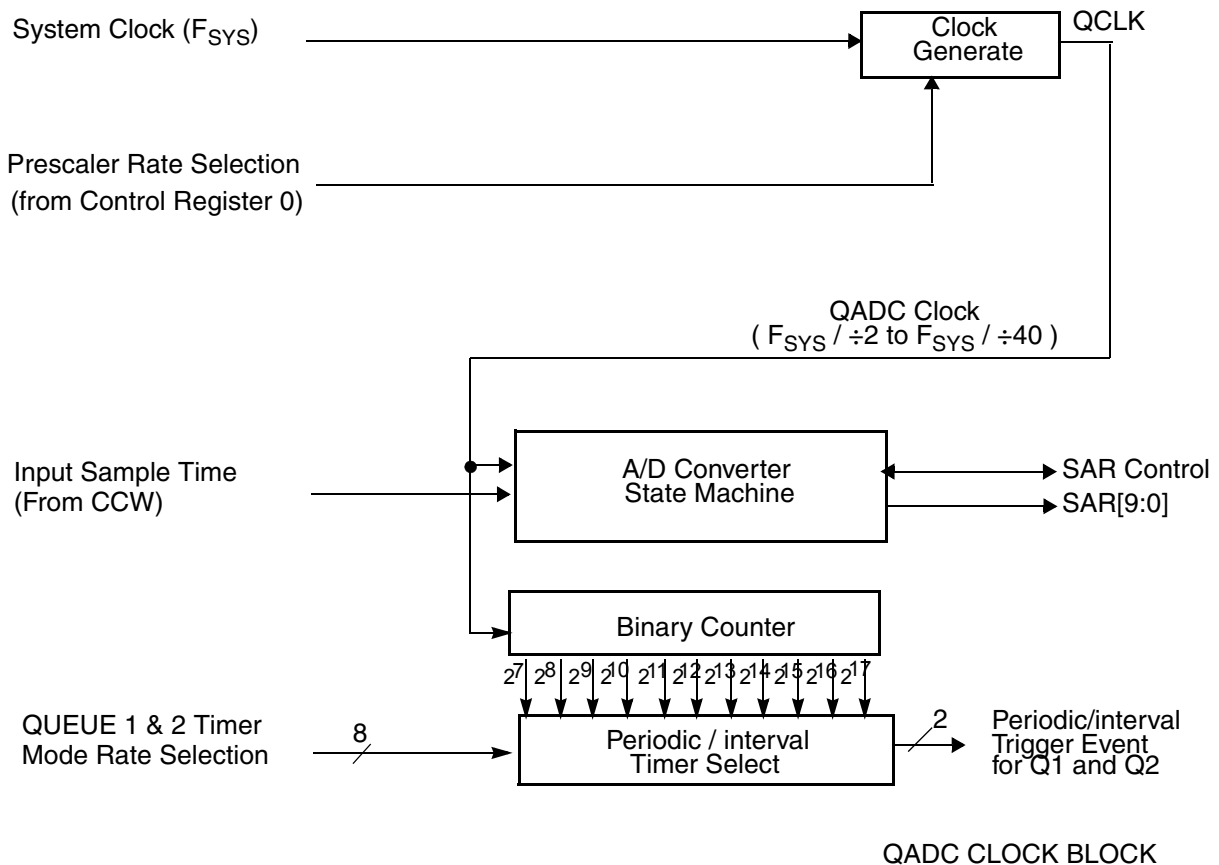 System Clock (F_SYS)
Clock
Generate
QCLK
Prescaler Rate Selection
(from Control Register 0)
QADC Clock
( F_SYS / ÷2 to F_SYS / ÷40 )
Input Sample Time
(From CCW)
A/D Converter
State Machine
SAR Control
SAR[9:0]
Binary Counter
2^7 2^8 2^9 2^10 2^11 2^12 2^13 2^14 2^15 2^16 2^17
QUEUE 1 & 2 Timer
Mode Rate Selection
8
Periodic / interval
Timer Select
2
Periodic/interval
Trigger Event
for Q1 and Q2
QADC CLOCK BLOCK